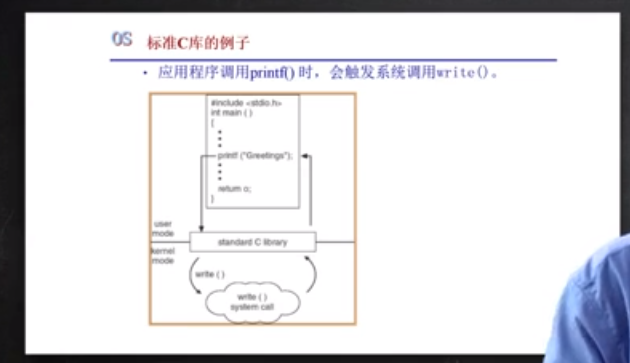 OS 标准C库的例子
• 应用程序调用printf() 时，会触发系统调用write()。
#include <stdio.h>
int main ( )
{
printf ("Greetings");
return o;
}
user
mode
standard C library
kernel
mode
write ( )
write ( )
system call